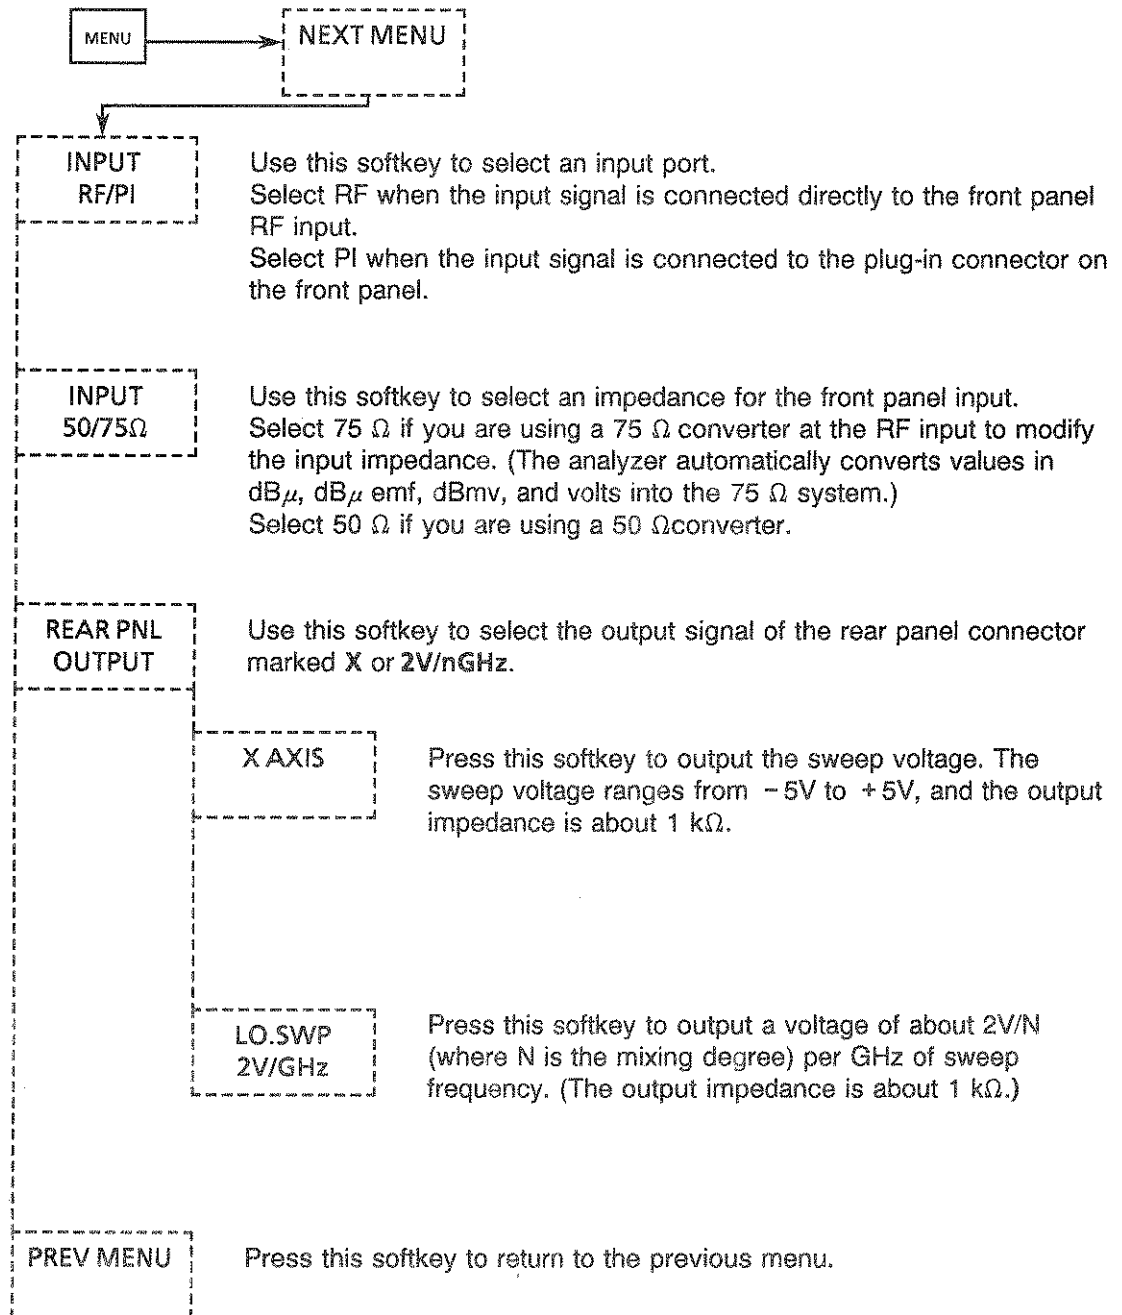 MENU
NEXT MENU
INPUT
RF/PI
Use this softkey to select an input port.
Select RF when the input signal is connected directly to the front panel
RF input.
Select PI when the input signal is connected to the plug-in connector on
the front panel.
INPUT
50/75Ω
Use this softkey to select an impedance for the front panel input.
Select 75 Ω if you are using a 75 Ω converter at the RF input to modify
the input impedance. (The analyzer automatically converts values in
dBμ, dBμ emf, dBmv, and volts into the 75 Ω system.)
Select 50 Ω if you are using a 50 Ωconverter.
REAR PNL
OUTPUT
Use this softkey to select the output signal of the rear panel connector
marked X or 2V/nGHz.
X AXIS
Press this softkey to output the sweep voltage. The
sweep voltage ranges from −5V to +5V, and the output
impedance is about 1 kΩ.
LO.SWP
2V/GHz
Press this softkey to output a voltage of about 2V/N
(where N is the mixing degree) per GHz of sweep
frequency. (The output impedance is about 1 kΩ.)
PREV MENU
Press this softkey to return to the previous menu.